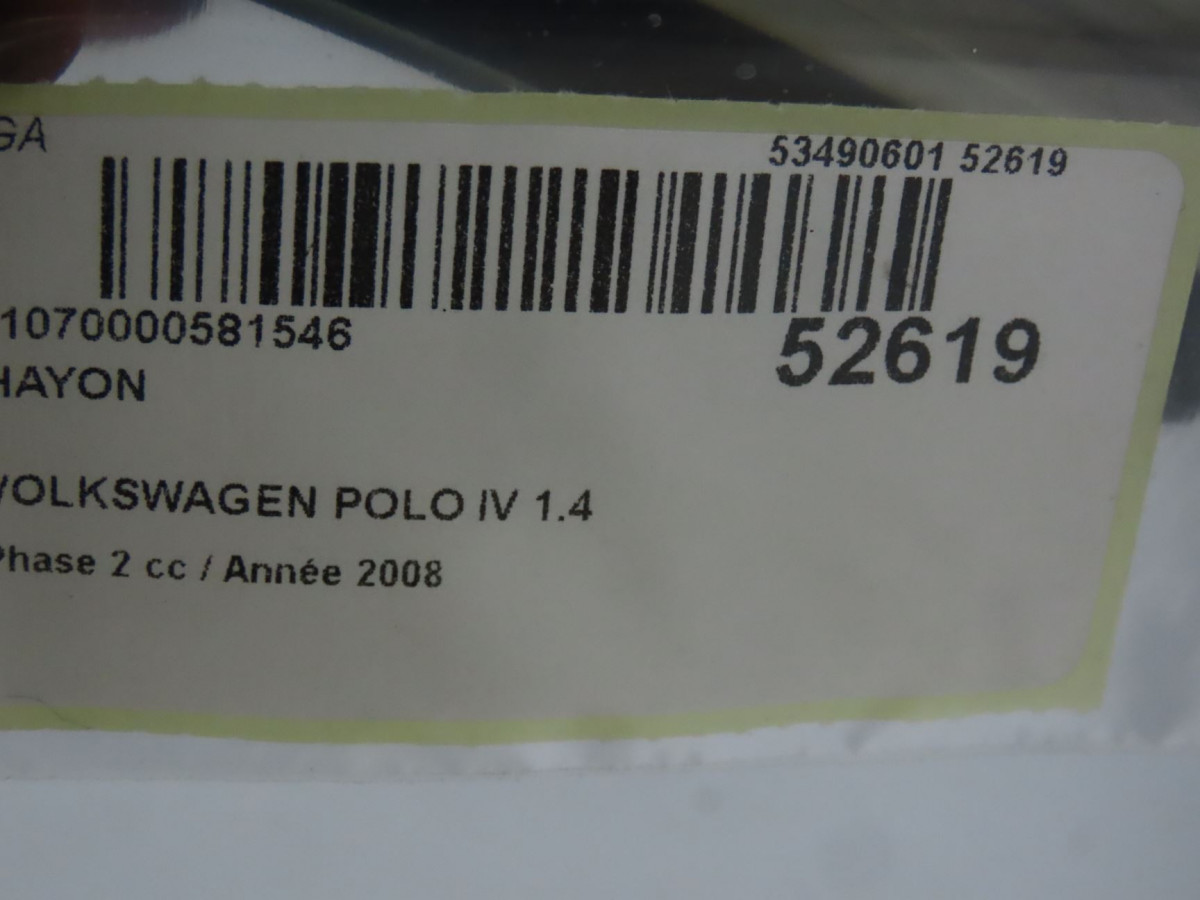 GA
53490601 52619
1070000581546
52619
HAYON
VOLKSWAGEN POLO IV 1.4
Phase 2 cc / Année 2008